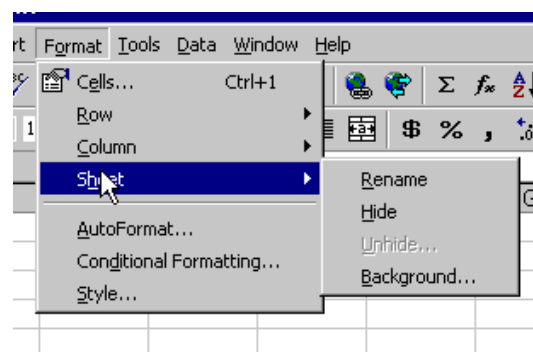 Format Tools Data Window Help
Cells... Ctrl+1
Row
Column
Sheet
AutoFormat...
Conditional Formatting...
Style...
Rename
Hide
Unhide...
Background...
Σ fx
$ % ,